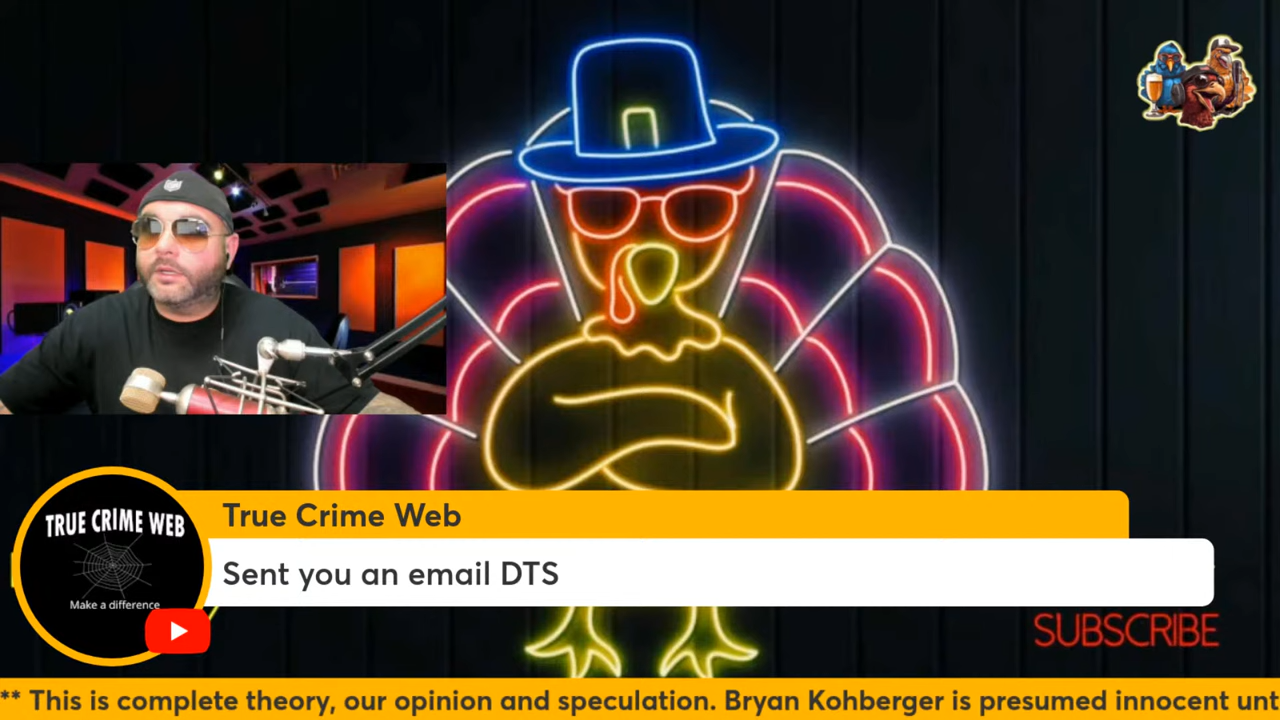 TRUE CRIME WEB
Make a difference
True Crime Web
Sent you an email DTS
SUBSCRIBE
** This is complete theory, our opinion and speculation. Bryan Kohberger is presumed innocent unt